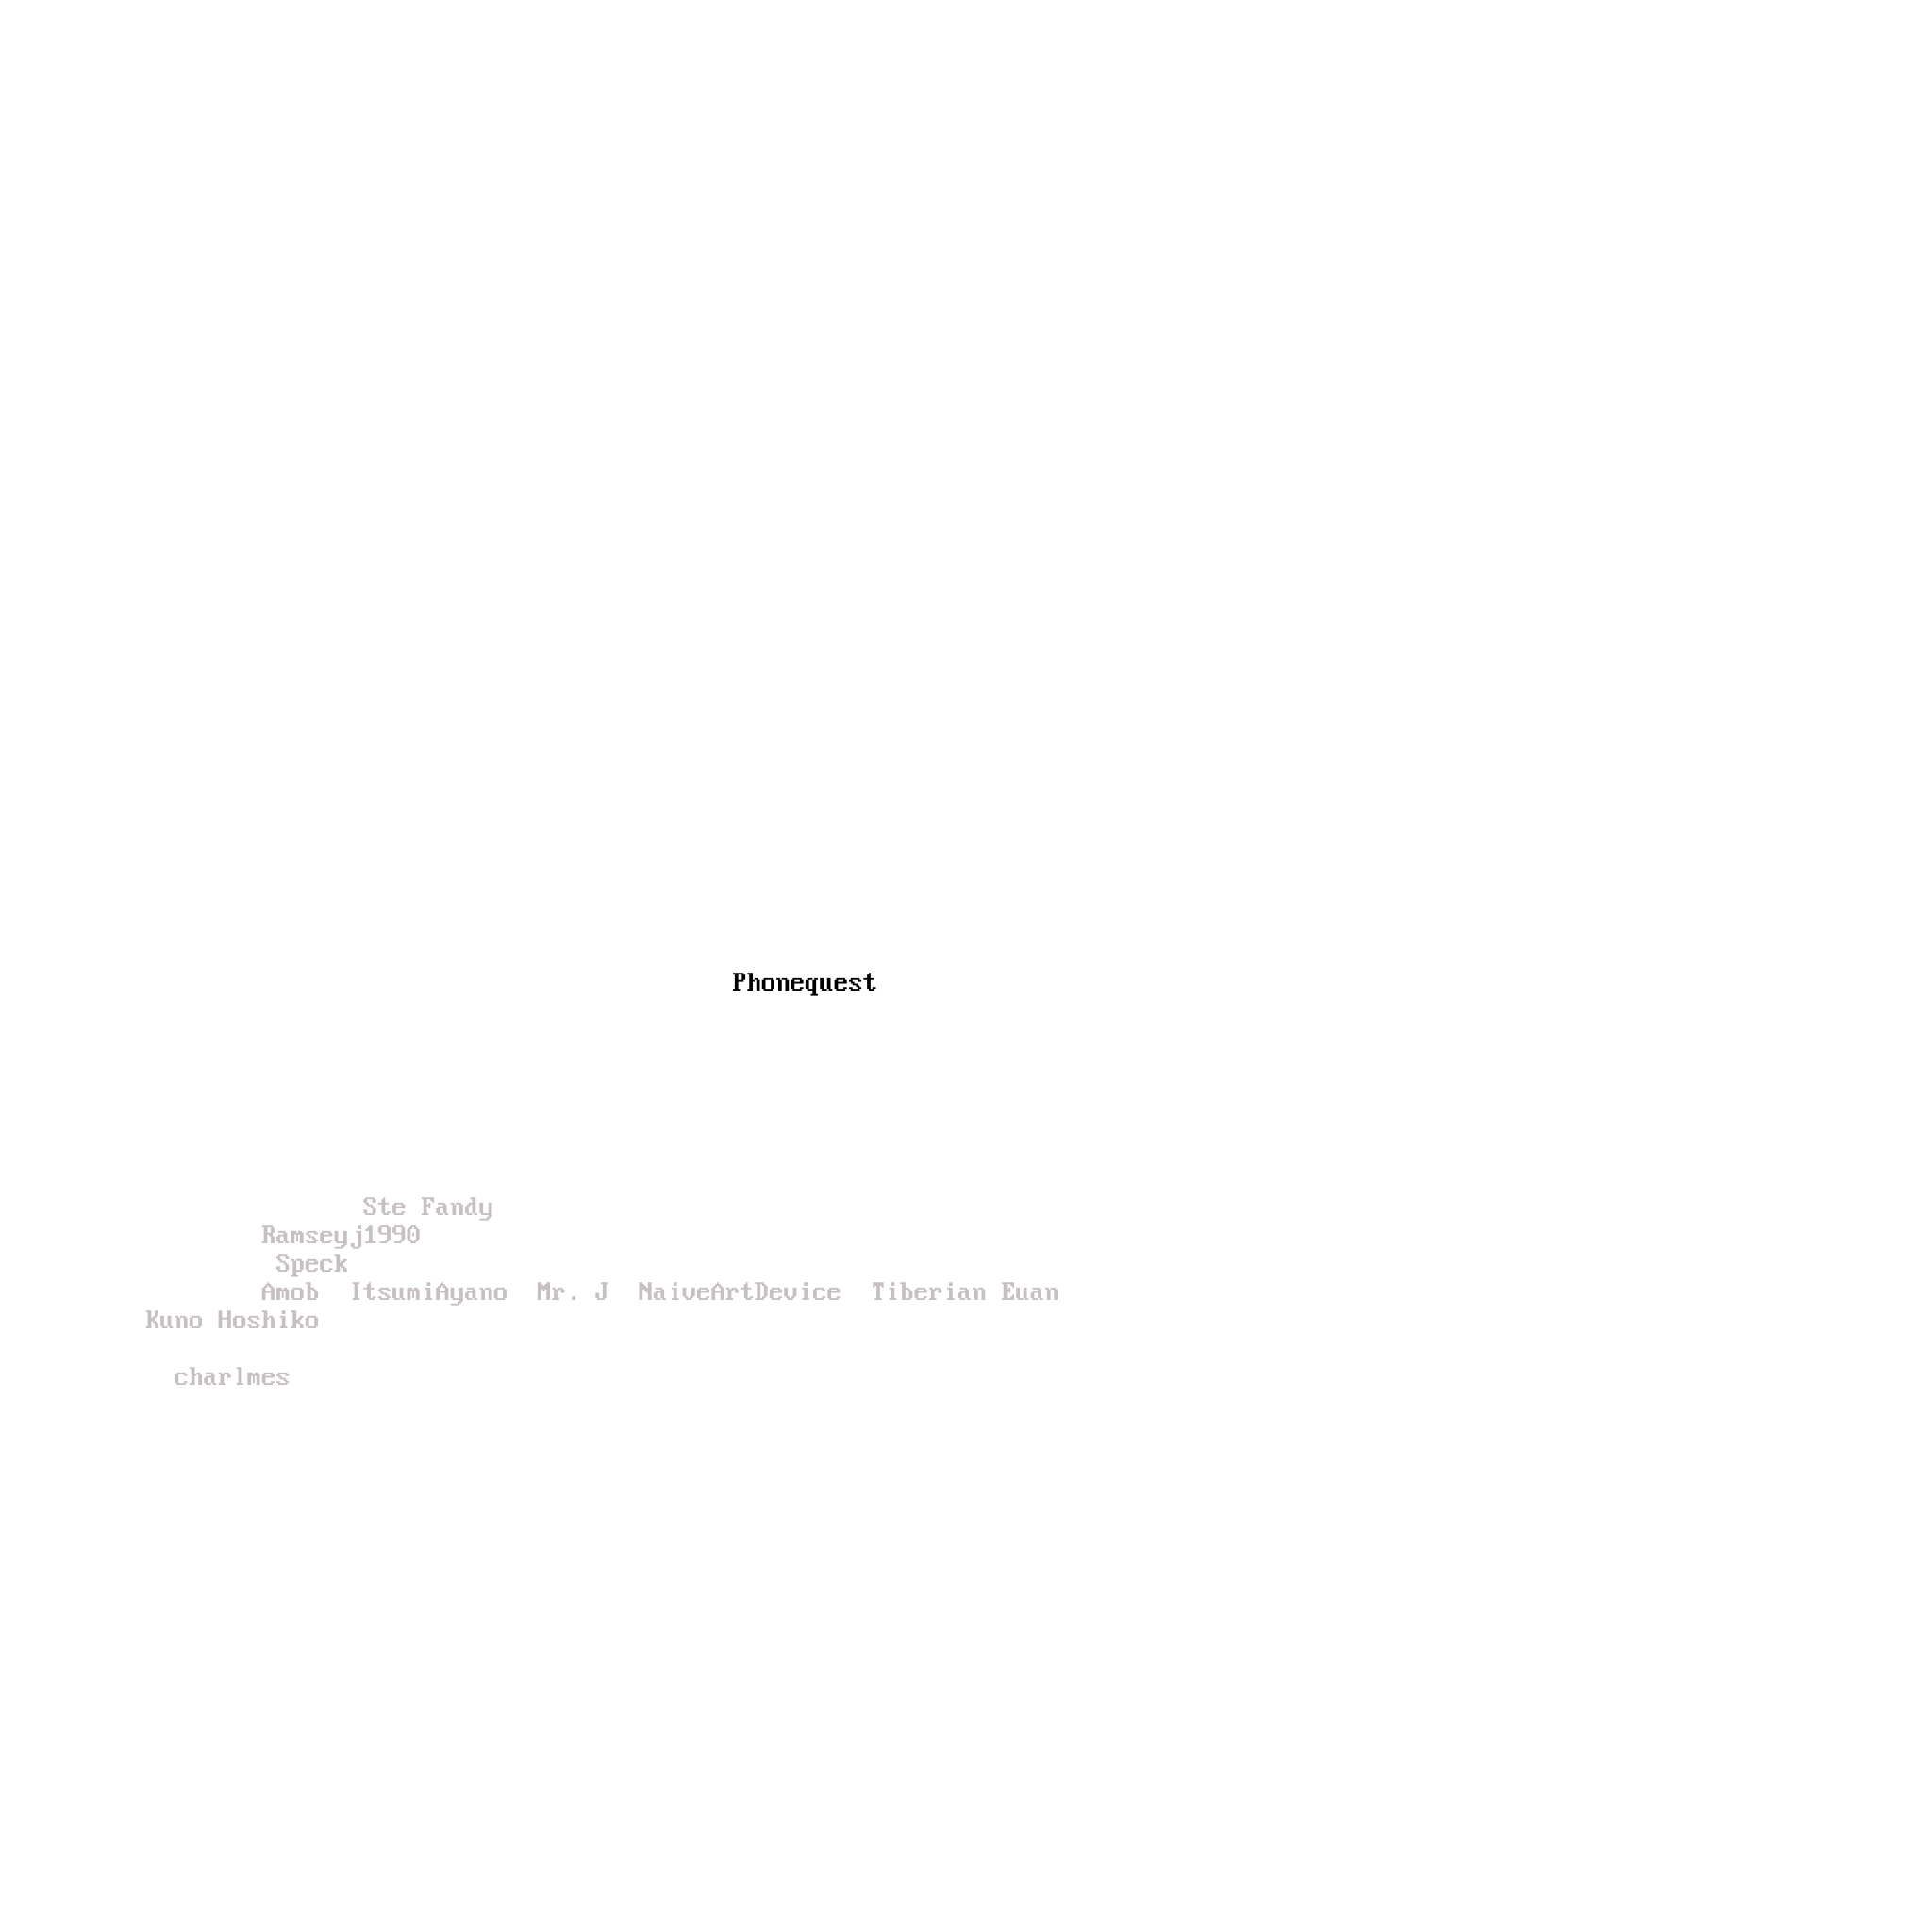 Phonequest
Ste Fandy
Ramseyj1990
Speck
Amob  ItsumiAyano  Mr. J  NaiveArtDevice  Tiberian Euan
Kuno Hoshiko
charlmes